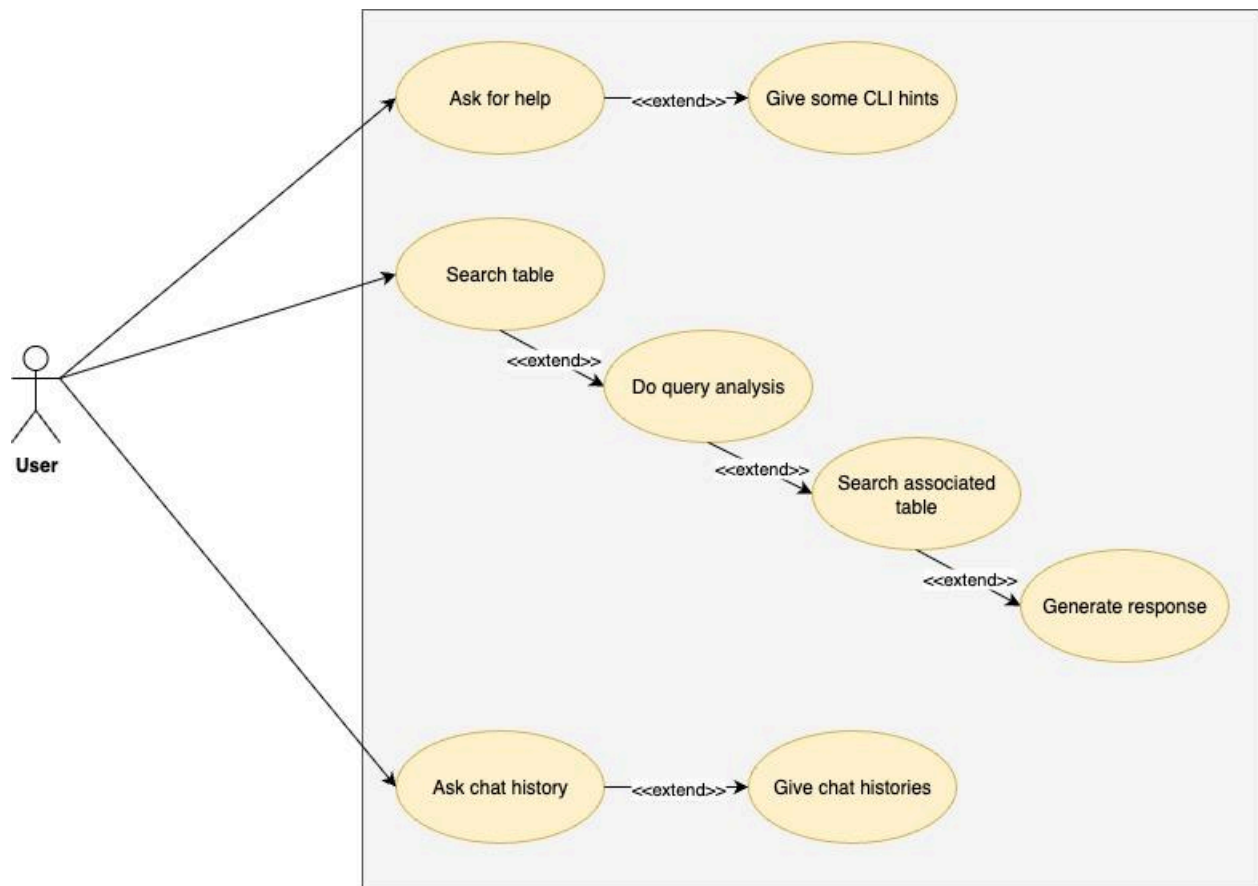 Ask for help
<<extend>>
Give some CLI hints
Search table
<<extend>>
Do query analysis
<<extend>>
Search associated
table
<<extend>>
Generate response
User
Ask chat history
<<extend>>
Give chat histories